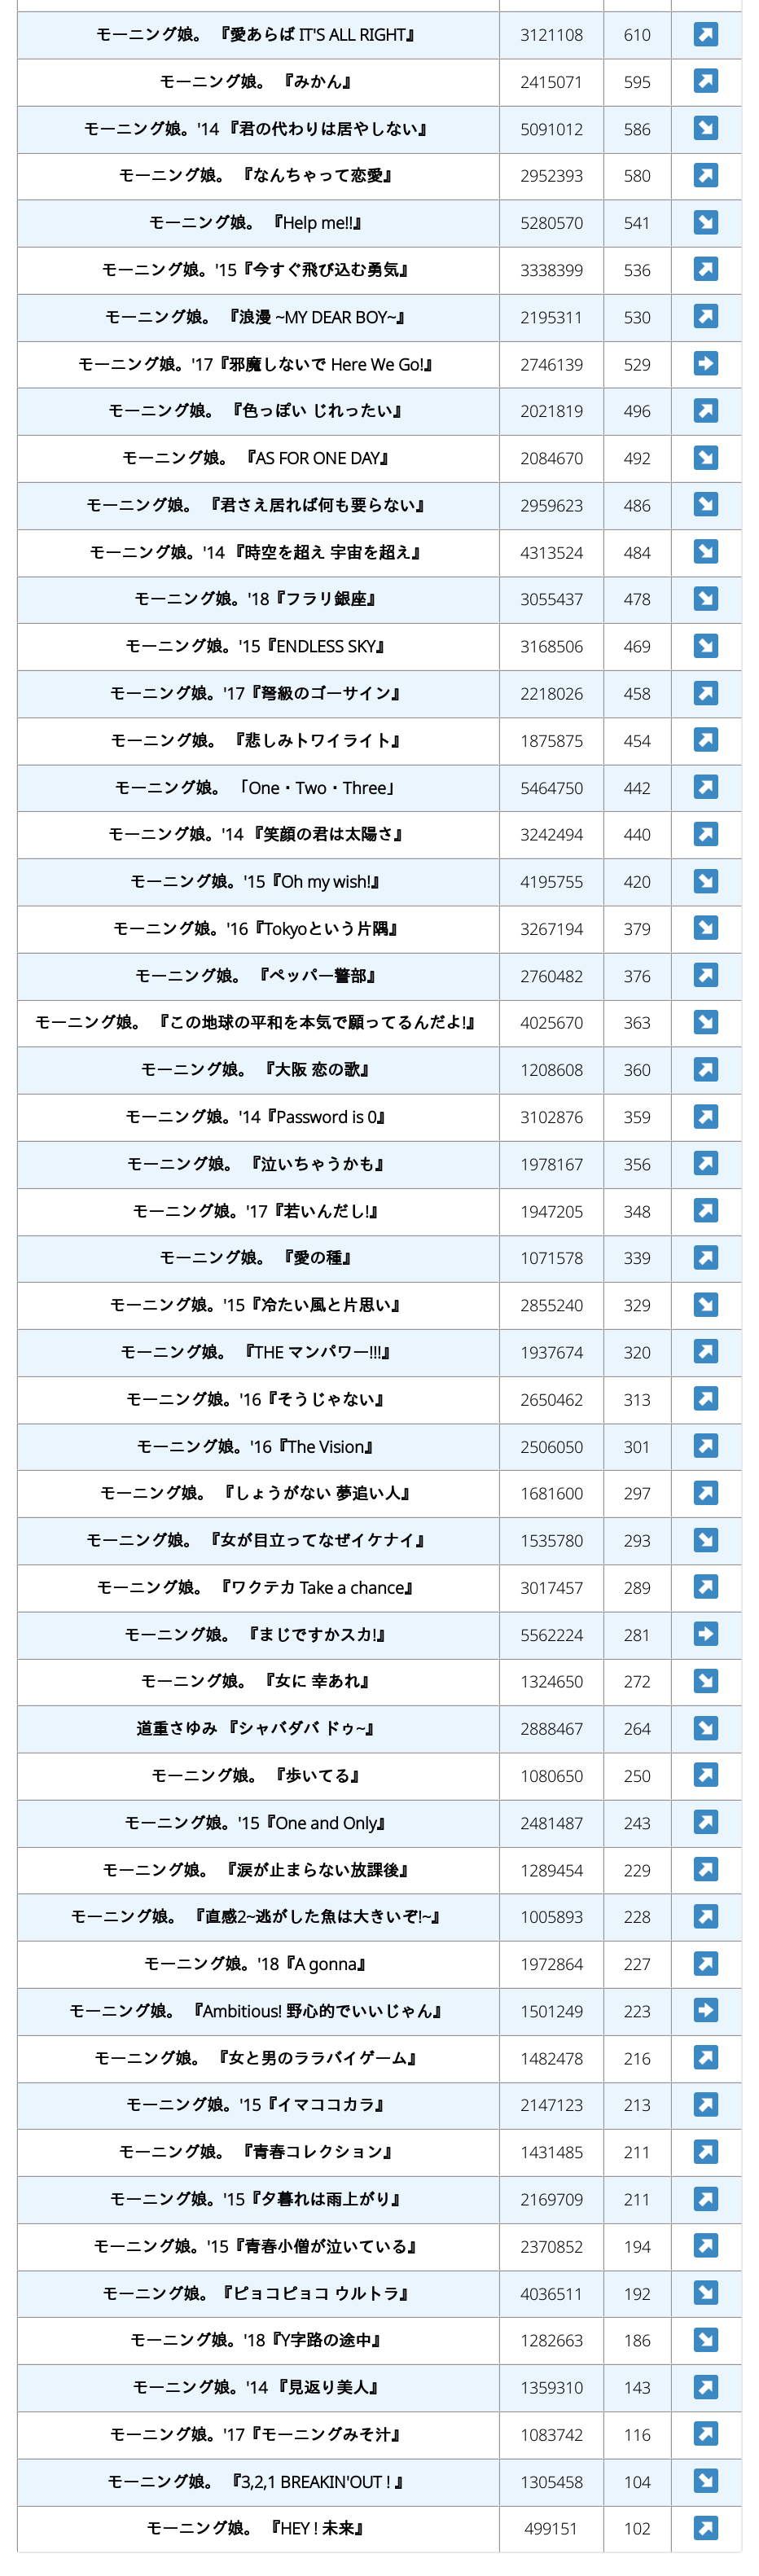 モーニング娘。 『愛あらば IT'S ALL RIGHT』 3121108 610 ↗
モーニング娘。 『みかん』 2415071 595 ↗
モーニング娘。'14 『君の代わりは居やしない』 5091012 586 ↘
モーニング娘。 『なんちゃって恋愛』 2952393 580 ↗
モーニング娘。 『Help me!!』 5280570 541 ↘
モーニング娘。'15『今すぐ飛び込む勇気』 3338399 536 ↗
モーニング娘。 『浪漫 ~MY DEAR BOY~』 2195311 530 ↗
モーニング娘。'17『邪魔しないで Here We Go!』 2746139 529 ➡
モーニング娘。 『色っぽい じれったい』 2021819 496 ↗
モーニング娘。 『AS FOR ONE DAY』 2084670 492 ↘
モーニング娘。 『君さえ居れば何も要らない』 2959623 486 ↘
モーニング娘。'14 『時空を超え 宇宙を超え』 4313524 484 ↘
モーニング娘。'18『フラリ銀座』 3055437 478 ↘
モーニング娘。'15『ENDLESS SKY』 3168506 469 ↘
モーニング娘。'17『弩級のゴーサイン』 2218026 458 ↗
モーニング娘。 『悲しみトワイライト』 1875875 454 ↗
モーニング娘。 「One・Two・Three」 5464750 442 ↗
モーニング娘。'14 『笑顔の君は太陽さ』 3242494 440 ↗
モーニング娘。'15『Oh my wish!』 4195755 420 ↘
モーニング娘。'16『Tokyoという片隅』 3267194 379 ↘
モーニング娘。 『ペッパー警部』 2760482 376 ↗
モーニング娘。 『この地球の平和を本気で願ってるんだよ!』 4025670 363 ↘
モーニング娘。 『大阪 恋の歌』 1208608 360 ↗
モーニング娘。'14『Password is 0』 3102876 359 ↗
モーニング娘。 『泣いちゃうかも』 1978167 356 ↗
モーニング娘。'17『若いんだし!』 1947205 348 ↗
モーニング娘。 『愛の種』 1071578 339 ↗
モーニング娘。'15『冷たい風と片思い』 2855240 329 ↘
モーニング娘。 『THE マンパワー!!!』 1937674 320 ↗
モーニング娘。'16『そうじゃない』 2650462 313 ↗
モーニング娘。'16『The Vision』 2506050 301 ↗
モーニング娘。 『しょうがない 夢追い人』 1681600 297 ↗
モーニング娘。 『女が目立ってなぜイケナイ』 1535780 293 ↘
モーニング娘。 『ワクテカ Take a chance』 3017457 289 ↗
モーニング娘。 『まじですかスカ!』 5562224 281 ➡
モーニング娘。 『女に 幸あれ』 1324650 272 ↘
道重さゆみ 『シャバダバ ドゥ~』 2888467 264 ↘
モーニング娘。 『歩いてる』 1080650 250 ↗
モーニング娘。'15『One and Only』 2481487 243 ↗
モーニング娘。 『涙が止まらない放課後』 1289454 229 ↗
モーニング娘。 『直感2~逃がした魚は大きいぞ!~』 1005893 228 ↗
モーニング娘。'18『A gonna』 1972864 227 ↗
モーニング娘。 『Ambitious! 野心的でいいじゃん』 1501249 223 ➡
モーニング娘。 『女と男のララバイゲーム』 1482478 216 ↗
モーニング娘。'15『イマココカラ』 2147123 213 ↗
モーニング娘。 『青春コレクション』 1431485 211 ↗
モーニング娘。'15『夕暮れは雨上がり』 2169709 211 ↗
モーニング娘。'15『青春小僧が泣いている』 2370852 194 ↗
モーニング娘。『ピョコピョコ ウルトラ』 4036511 192 ↘
モーニング娘。'18『Y字路の途中』 1282663 186 ↘
モーニング娘。'14 『見返り美人』 1359310 143 ↗
モーニング娘。'17『モーニングみそ汁』 1083742 116 ↗
モーニング娘。 『3,2,1 BREAKIN'OUT ! 』 1305458 104 ↘
モーニング娘。 『HEY ! 未来』 499151 102 ↗